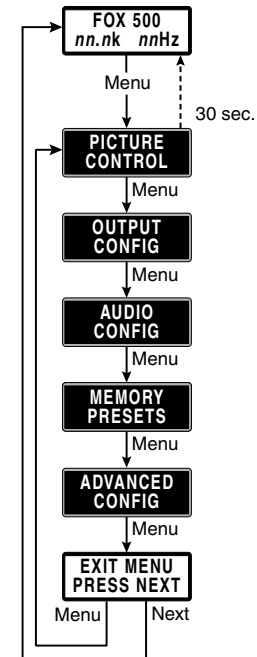 FOX 500
nn.nk nnHz
Menu
30 sec.
PICTURE
CONTROL
Menu
OUTPUT
CONFIG
Menu
AUDIO
CONFIG
Menu
MEMORY
PRESETS
Menu
ADVANCED
CONFIG
Menu
EXIT MENU
PRESS NEXT
Menu Next